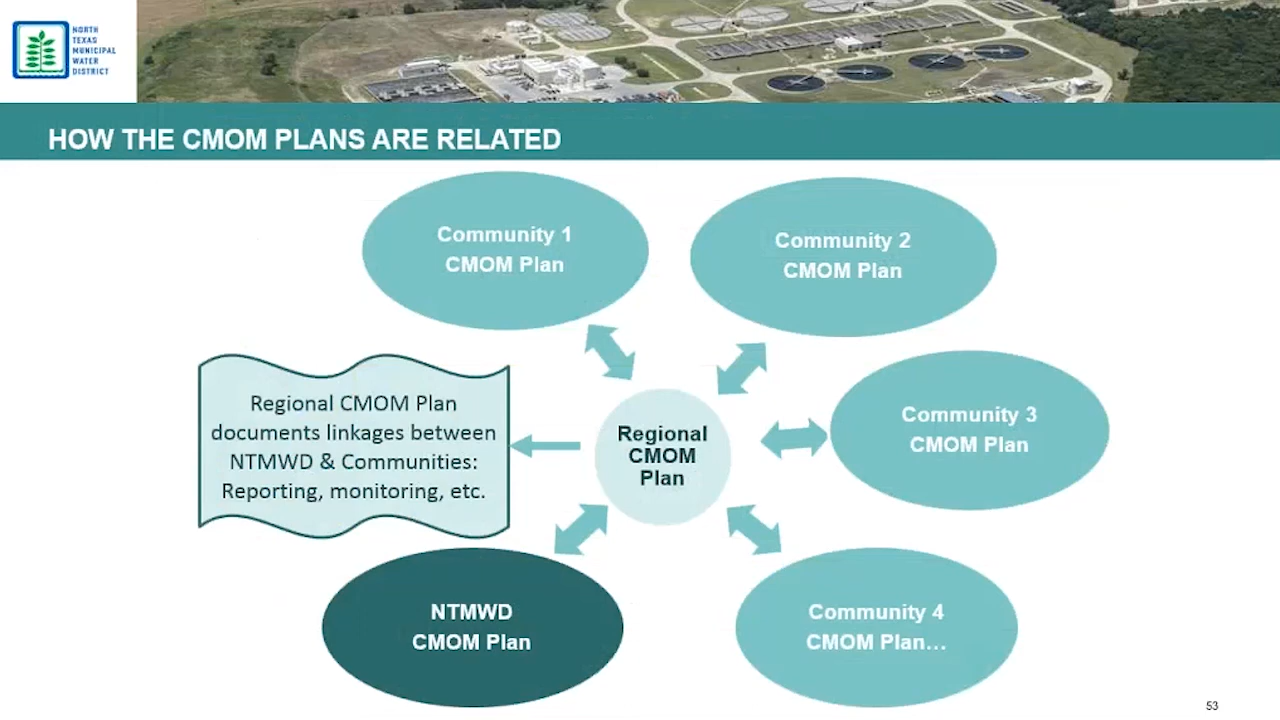 NORTH
TEXAS
MUNICIPAL
WATER
DISTRICT
HOW THE CMOM PLANS ARE RELATED
Community 1
CMOM Plan
Community 2
CMOM Plan
Regional CMOM Plan
documents linkages between
NTMWD & Communities:
Reporting, monitoring, etc.
Regional
CMOM
Plan
Community 3
CMOM Plan
NTMWD
CMOM Plan
Community 4
CMOM Plan...
53